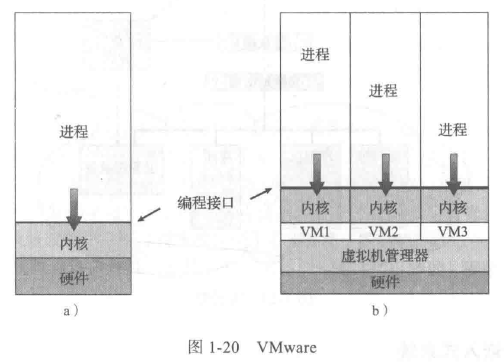 进程
内核
硬件
a）
编程接口
进程
进程
进程
内核 内核 内核
VM1 VM2 VM3
虚拟机管理器
硬件
b）
图 1-20 VMware